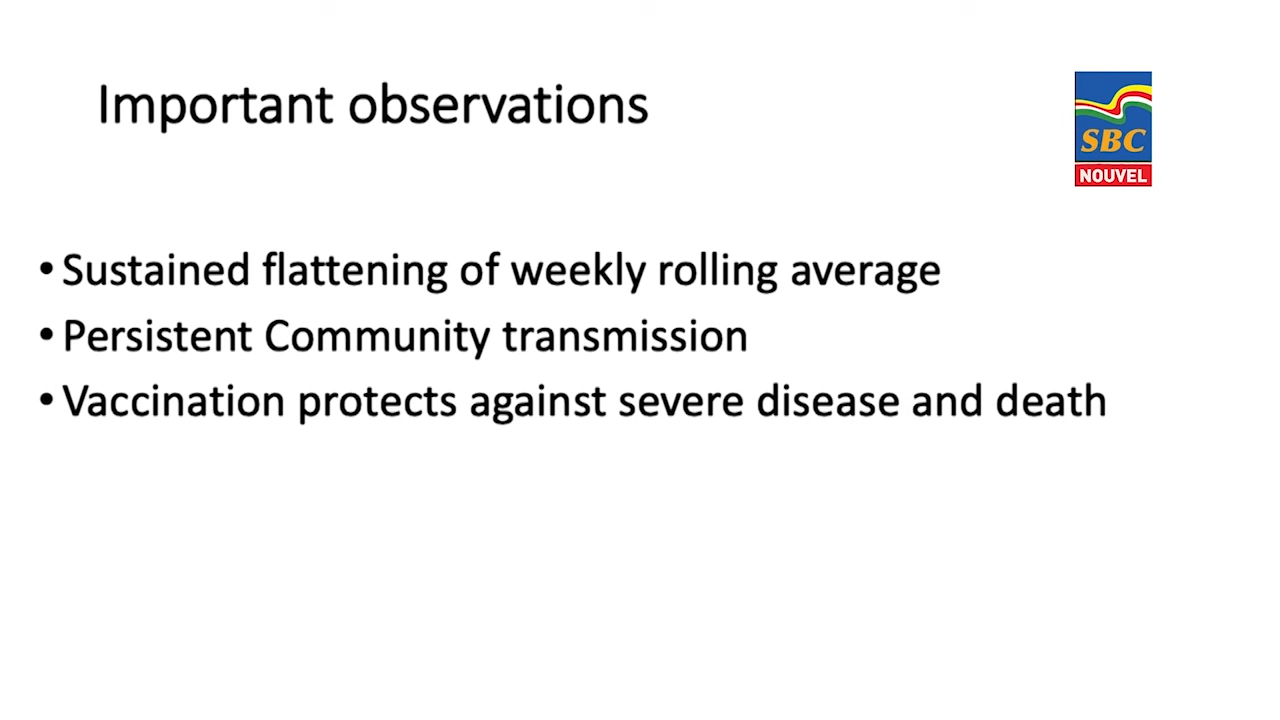 Important observations
SBC
NOUVEL
• Sustained flattening of weekly rolling average
• Persistent Community transmission
• Vaccination protects against severe disease and death